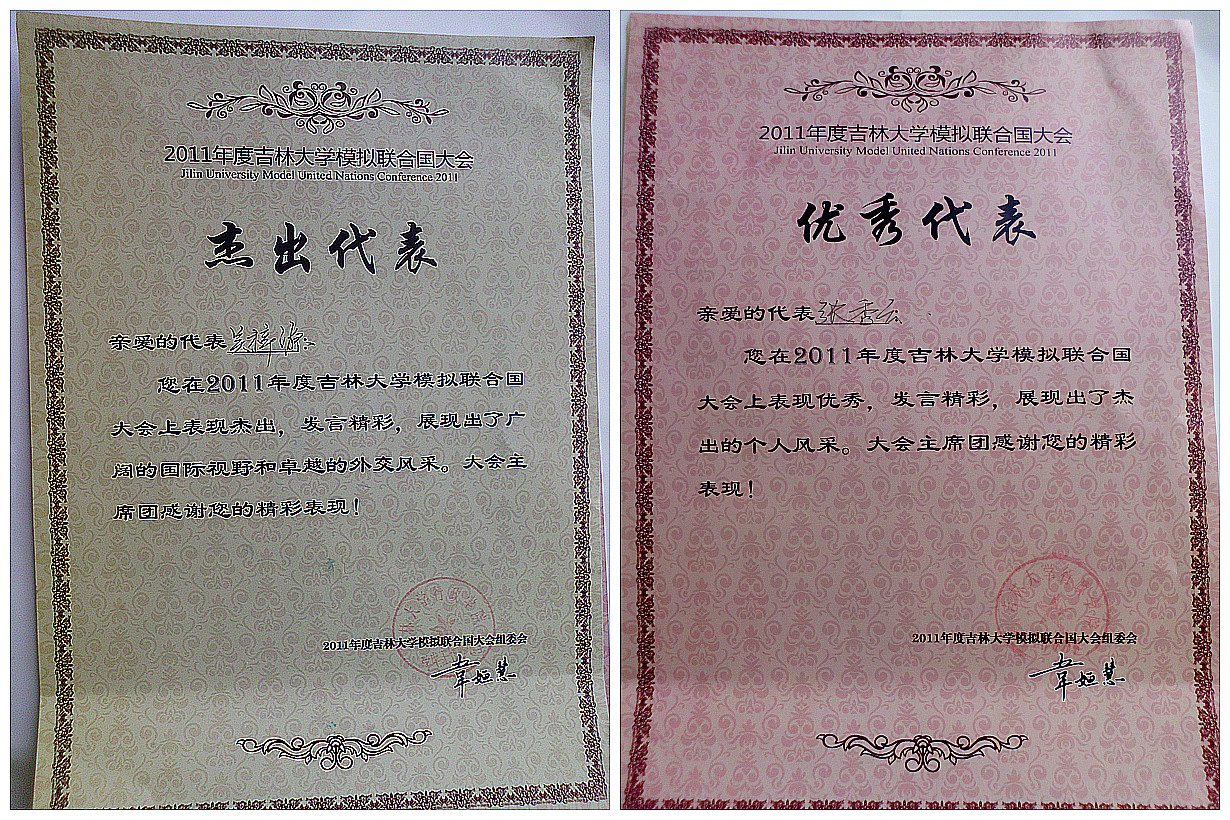 2011年度吉林大学模拟联合国大会
Jilin University Model United Nations Conference 2011
杰出代表
亲爱的代表
您在2011年度吉林大学模拟联合国
大会上表现杰出，发言精彩，展现出了广
阔的国际视野和卓越的外交风采。大会主
席团感谢您的精彩表现！
2011年度吉林大学模拟联合国大会组委会
韦姮慧
2011年度吉林大学模拟联合国大会
Jilin University Model United Nations Conference 2011
优秀代表
亲爱的代表张秀云
您在2011年度吉林大学模拟联合国
大会上表现优秀，发言精彩，展现出了杰
出的个人风采。大会主席团感谢您的精彩
表现！
2011年度吉林大学模拟联合国大会组委会
韦姮慧